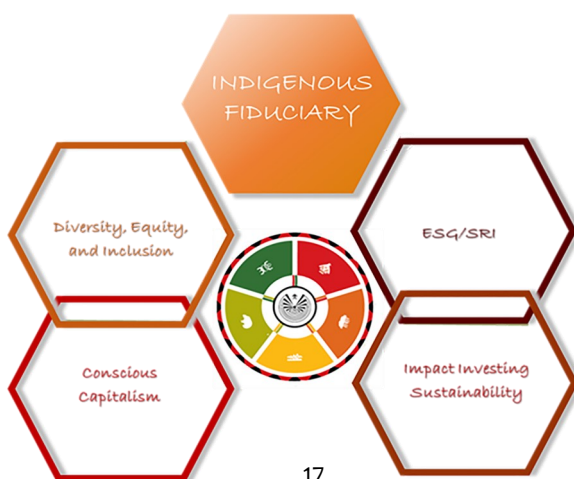 INDIGENOUS
FIDUCIARY
Diversity, Equity,
and Inclusion
ESG/SRI
Conscious
Capitalism
Impact Investing
Sustainability
17